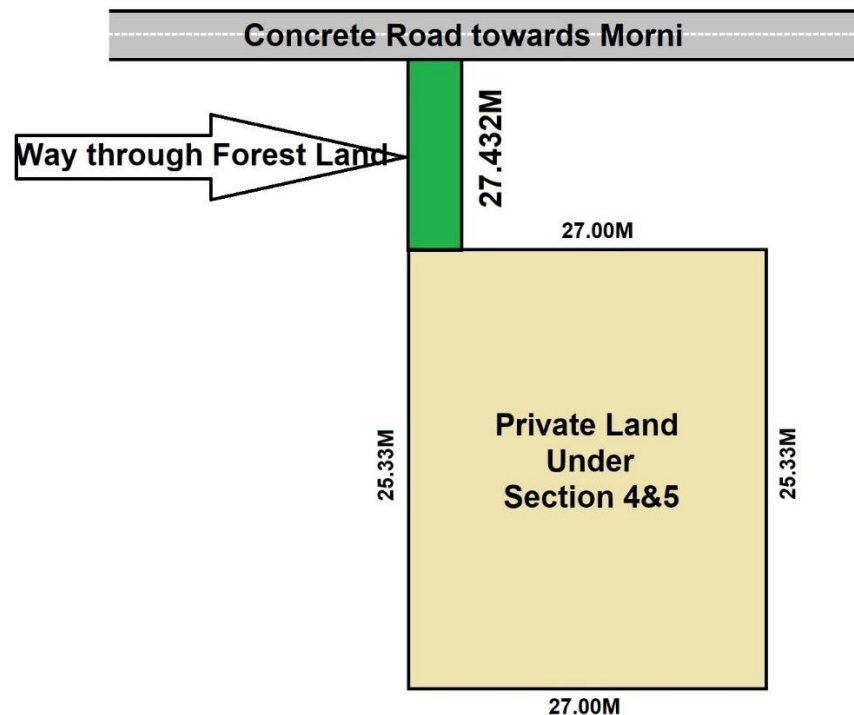 Concrete Road towards Morni
Way through Forest Land
27.432M
27.00M
25.33M
Private Land
Under
Section 4&5
25.33M
27.00M